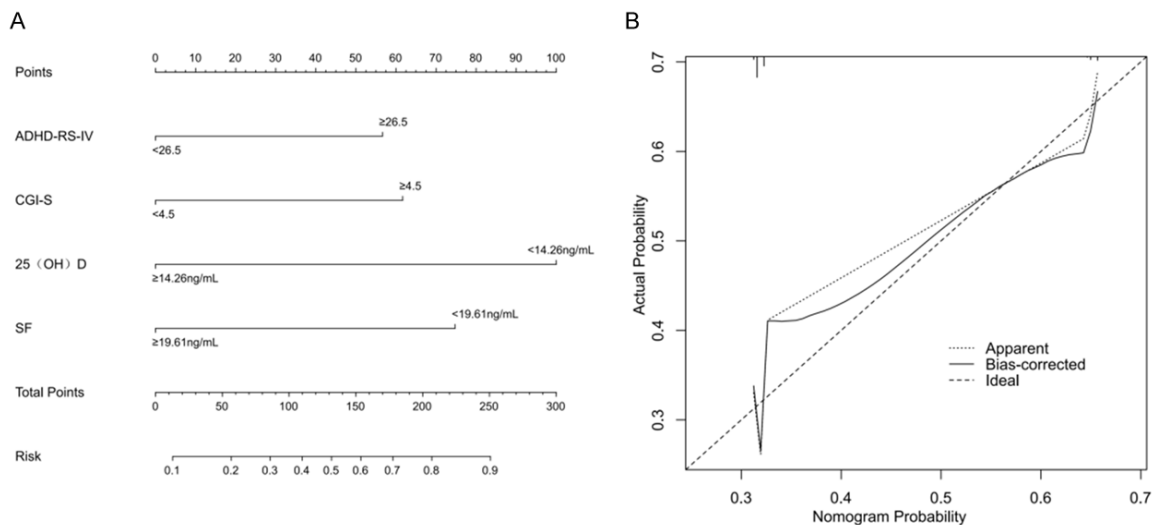 A
Points
0 10 20 30 40 50 60 70 80 90 100
ADHD-RS-IV
≥26.5
<26.5
CGI-S
≥4.5
<4.5
25（OH）D
<14.26ng/mL
≥14.26ng/mL
SF
<19.61ng/mL
≥19.61ng/mL
Total Points
0 50 100 150 200 250 300
Risk
0.1 0.2 0.3 0.4 0.5 0.6 0.7 0.8 0.9
B
Actual Probability
0.7
0.6
0.5
0.4
0.3
Apparent
Bias-corrected
Ideal
0.3 0.4 0.5 0.6 0.7
Nomogram Probability